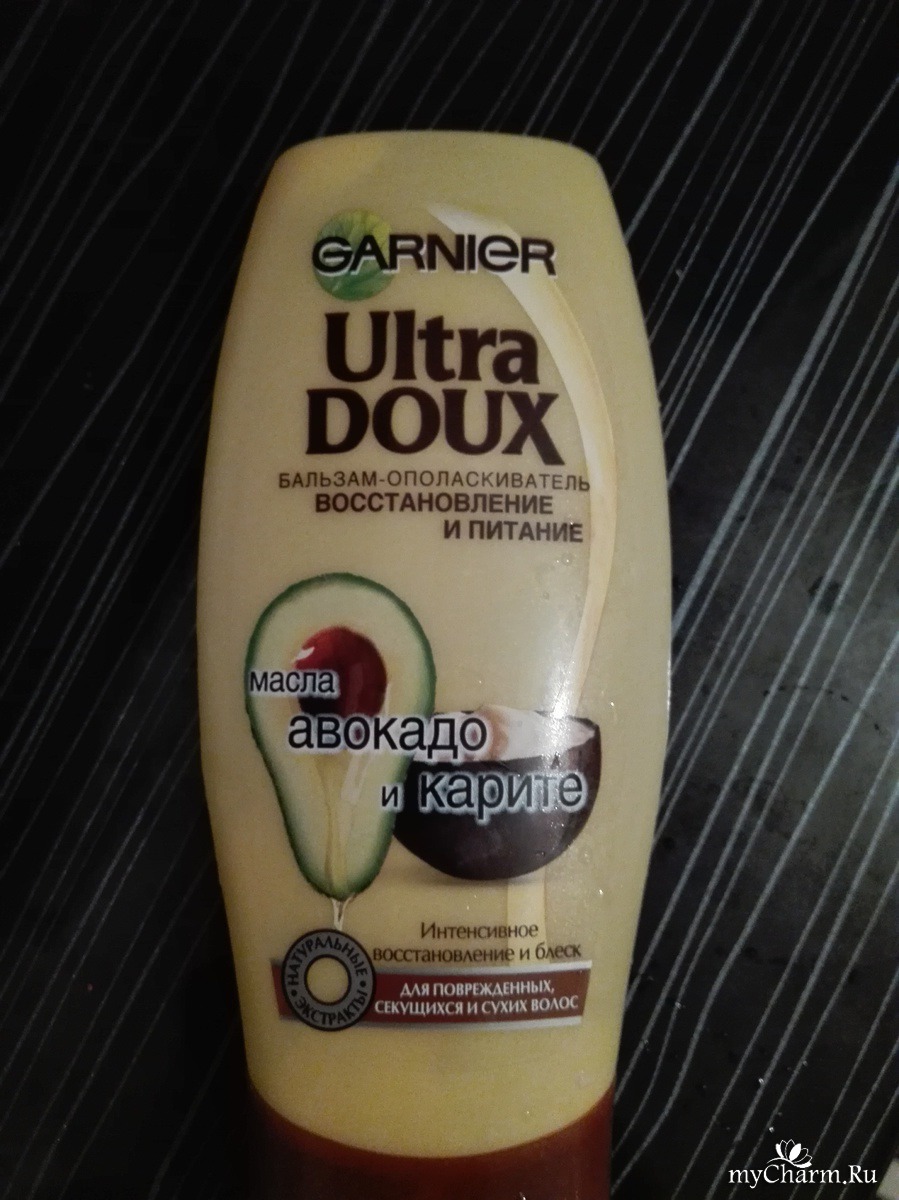 GARNIER
Ultra
DOUX
БАЛЬЗАМ-ОПОЛАСКИВАТЕЛЬ
ВОССТАНОВЛЕНИЕ
И ПИТАНИЕ
масла
авокадо
и карите
Интенсивное
восстановление и блеск
НАТУРАЛЬНЫЕ ЭКСТРАКТЫ
ДЛЯ ПОВРЕЖДЕННЫХ,
СЕКУЩИХСЯ И СУХИХ ВОЛОС
myCharm.Ru